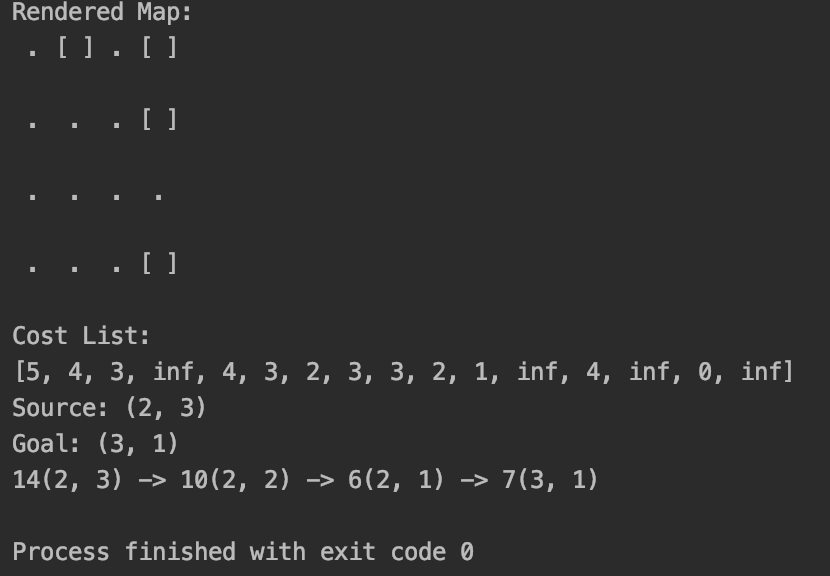 Rendered Map:
. [ ] . [ ]
. . . [ ]
. . . .
. . . [ ]
Cost List:
[5, 4, 3, inf, 4, 3, 2, 3, 3, 2, 1, inf, 4, inf, 0, inf]
Source: (2, 3)
Goal: (3, 1)
14(2, 3) —> 10(2, 2) —> 6(2, 1) —> 7(3, 1)
Process finished with exit code 0